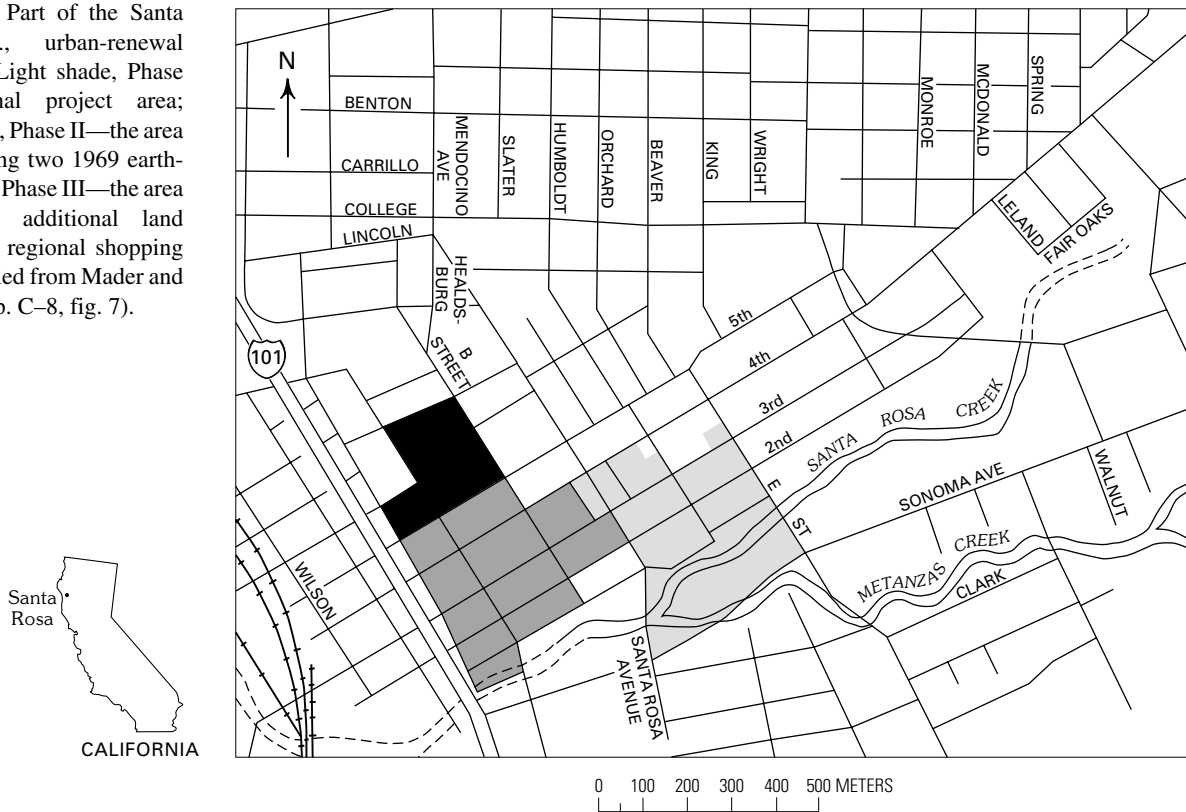 Part of the Santa
., urban-renewal
Light shade, Phase
nal project area;
, Phase II—the area
ng two 1969 earth-
Phase III—the area
additional land
regional shopping
ied from Mader and
p. C–8, fig. 7).
N
BENTON
CARRILLO
COLLEGE
LINCOLN
MENDOCINO
AVE
SLATER
HUMBOLDT
ORCHARD
BEAVER
KING
WRIGHT
MONROE
MCDONALD
SPRING
LELAND
FAIR OAKS
HEALDS-
BURG
B
STREET
101
5th
4th
3rd
2nd
E ST
SANTA ROSA CREEK
SONOMA AVE
WALNUT
METANZAS CREEK
CLARK
WILSON
SANTA ROSA
AVENUE
Santa
Rosa
CALIFORNIA
0 100 200 300 400 500 METERS